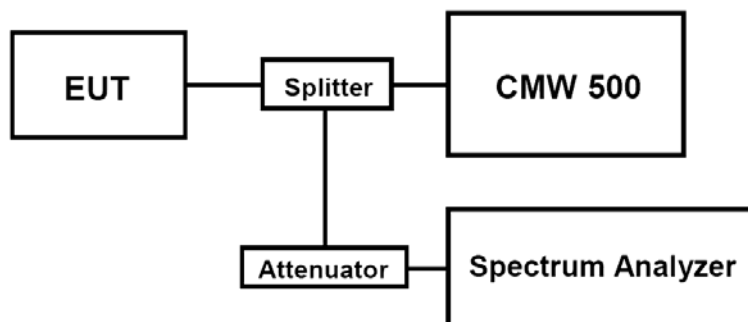 EUT
Splitter
CMW 500
Attenuator
Spectrum Analyzer